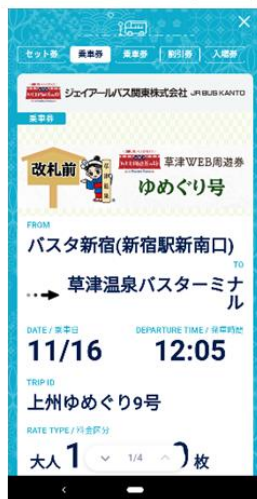 セット券 乗車券 乗車券 割引券 入場券
ジェイアールバス関東株式会社 JR BUS KANTO
乗車券
改札前
草津WEB周遊券
ゆめぐり号
FROM
バスタ新宿(新宿駅新南口)
TO
草津温泉バスターミナ
ル
DATE / 乗車日 DEPARTURE TIME / 発車時間
11/16 12:05
TRIP ID
上州ゆめぐり9号
RATE TYPE / 料金区分
大人 1 1/4 枚